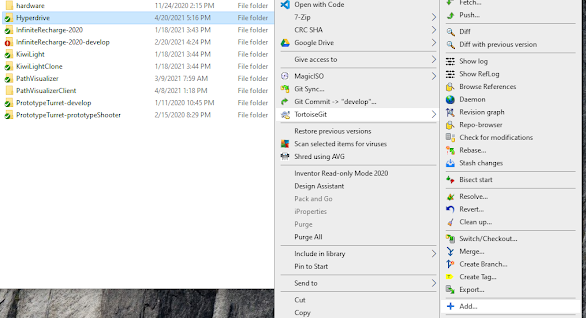 hardware 11/24/2020 2:15 PM File folder
Hyperdrive 4/20/2021 5:16 PM File folder
InfiniteRecharge-2020 1/18/2021 3:43 PM File folder
InfiniteRecharge-2020-develop 2/20/2021 4:24 PM File folder
KiwiLight 1/18/2021 3:44 PM File folder
KiwiLightClone 1/18/2021 3:44 PM File folder
PathVisualizer 3/9/2021 7:59 AM File folder
PathVisualizerClient 4/8/2021 1:18 PM File folder
PrototypeTurret-develop 1/11/2020 10:45 PM File folder
PrototypeTurret-prototypeShooter 2/15/2020 8:29 PM File folder
Open with Code
7-Zip
CRC SHA
Google Drive
Give access to
MagicISO
Git Sync...
Git Commit -> "develop"...
TortoiseGit
Restore previous versions
Scan selected items for viruses
Shred using AVG
Inventor Read-only Mode 2020
Design Assistant
Pack and Go
iProperties
Purge
Purge All
Include in library
Pin to Start
Send to
Cut
Copy
Fetch...
Push...
Diff
Diff with previous version
Show log
Show RefLog
Browse References
Daemon
Revision graph
Repo-browser
Check for modifications
Rebase...
Stash changes
Bisect start
Resolve...
Revert...
Clean up...
Switch/Checkout...
Merge...
Create Branch...
Create Tag...
Export...
Add...